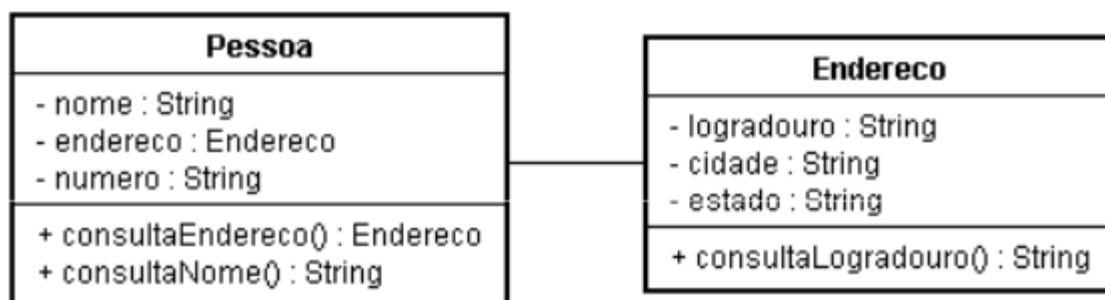 Pessoa
- nome : String
- endereco : Endereco
- numero : String
+ consultaEndereco() : Endereco
+ consultaNome() : String
Endereco
- logradouro : String
- cidade : String
- estado : String
+ consultaLogradouro() : String